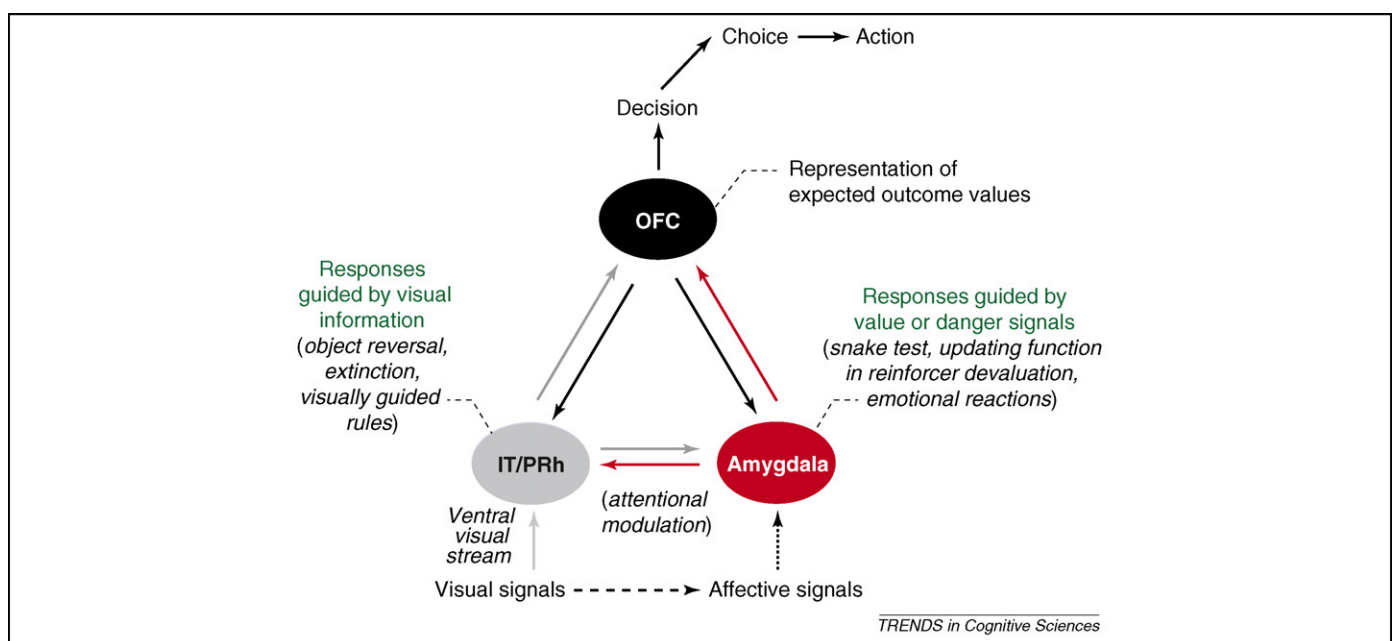 Choice
Action
Decision
Representation of
expected outcome values
OFC
Responses
guided by visual
information
(object reversal,
extinction,
visually guided
rules)
Responses guided by
value or danger signals
(snake test, updating function
in reinforcer devaluation,
emotional reactions)
IT/PRh
Amygdala
(attentional
modulation)
Ventral
visual
stream
Visual signals
Affective signals
TRENDS in Cognitive Sciences